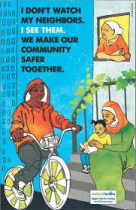 I DON'T WATCH
MY NEIGHBORS.
I SEE THEM.
WE MAKE OUR
COMMUNITY
SAFER
TOGETHER.